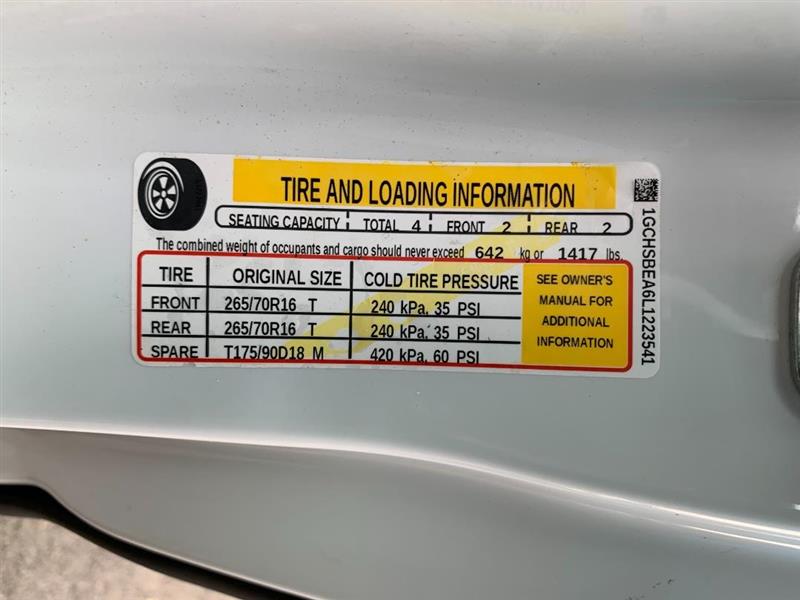 TIRE AND LOADING INFORMATION
SEATING CAPACITY TOTAL 4 FRONT 2 REAR 2
The combined weight of occupants and cargo should never exceed 642 kg or 1417 lbs.
TIRE ORIGINAL SIZE COLD TIRE PRESSURE
FRONT 265/70R16 T 240 kPa, 35 PSI
REAR 265/70R16 T 240 kPa, 35 PSI
SPARE T175/90D18 M 420 kPa, 60 PSI
SEE OWNER'S
MANUAL FOR
ADDITIONAL
INFORMATION
1GCHSBEA6L1223541